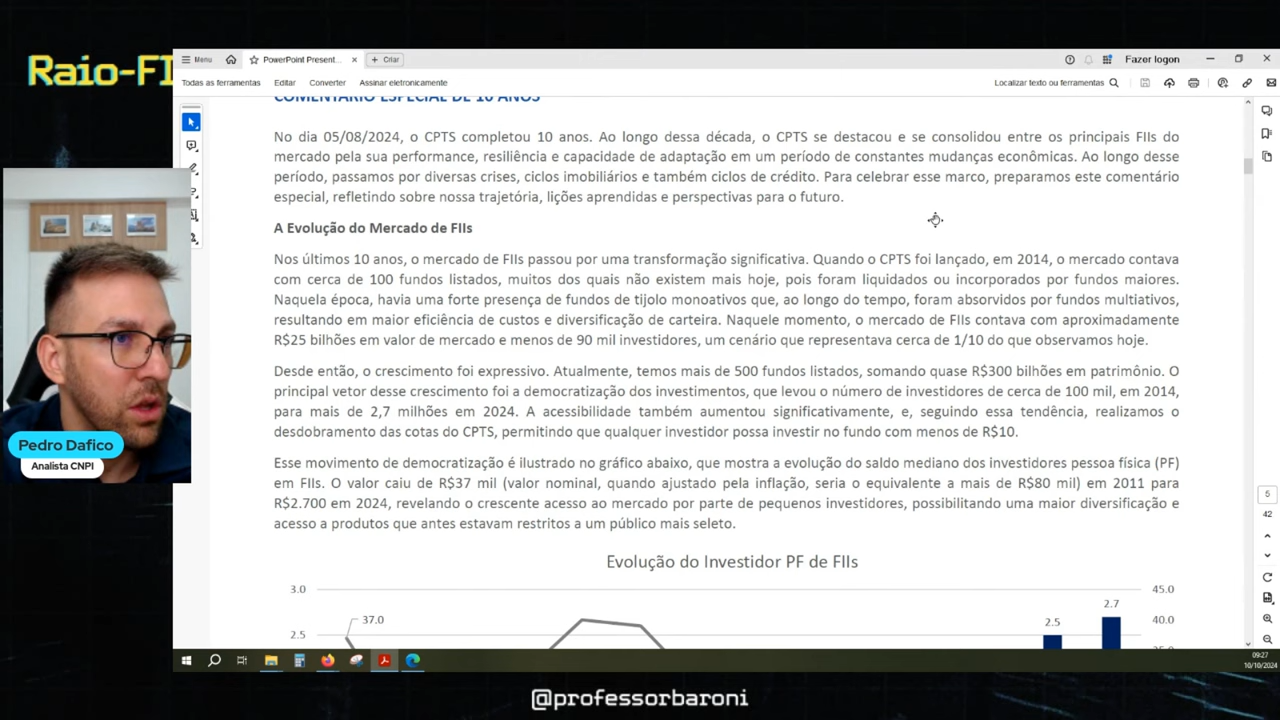 Raio-FI
Menu
PowerPoint Present...
Criar
Fazer logon
Todas as ferramentas
Editar
Converter
Assinar eletronicamente
Localizar texto ou ferramentas
COMENTÁRIO ESPECIAL DE 10 ANOS
No dia 05/08/2024, o CPTS completou 10 anos. Ao longo dessa década, o CPTS se destacou e se consolidou entre os principais FIIs do
mercado pela sua performance, resiliência e capacidade de adaptação em um período de constantes mudanças econômicas. Ao longo desse
período, passamos por diversas crises, ciclos imobiliários e também ciclos de crédito. Para celebrar esse marco, preparamos este comentário
especial, refletindo sobre nossa trajetória, lições aprendidas e perspectivas para o futuro.
A Evolução do Mercado de FIIs
Nos últimos 10 anos, o mercado de FIIs passou por uma transformação significativa. Quando o CPTS foi lançado, em 2014, o mercado contava
com cerca de 100 fundos listados, muitos dos quais não existem mais hoje, pois foram liquidados ou incorporados por fundos maiores.
Naquela época, havia uma forte presença de fundos de tijolo monoativos que, ao longo do tempo, foram absorvidos por fundos multiativos,
resultando em maior eficiência de custos e diversificação de carteira. Naquele momento, o mercado de FIIs contava com aproximadamente
R$25 bilhões em valor de mercado e menos de 90 mil investidores, um cenário que representava cerca de 1/10 do que observamos hoje.
Desde então, o crescimento foi expressivo. Atualmente, temos mais de 500 fundos listados, somando quase R$300 bilhões em patrimônio. O
principal vetor desse crescimento foi a democratização dos investimentos, que levou o número de investidores de cerca de 100 mil, em 2014,
para mais de 2,7 milhões em 2024. A acessibilidade também aumentou significativamente, e, seguindo essa tendência, realizamos o
desdobramento das cotas do CPTS, permitindo que qualquer investidor possa investir no fundo com menos de R$10.
Esse movimento de democratização é ilustrado no gráfico abaixo, que mostra a evolução do saldo mediano dos investidores pessoa física (PF)
em FIIs. O valor caiu de R$37 mil (valor nominal, quando ajustado pela inflação, seria o equivalente a mais de R$80 mil) em 2011 para
R$2.700 em 2024, revelando o crescente acesso ao mercado por parte de pequenos investidores, possibilitando uma maior diversificação e
acesso a produtos que antes estavam restritos a um público mais seleto.
Evolução do Investidor PF de FIIs
3.0
45.0
2.7
37.0
2.5
40.0
2.5
5
42
Pedro Dafico
Analista CNPI
09:27
10/10/2024
@professorbaroni